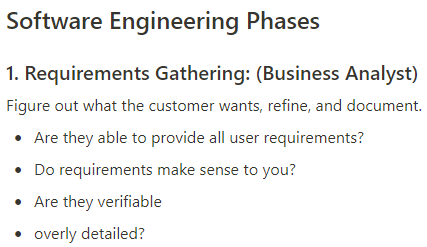 Software Engineering Phases
1. Requirements Gathering: (Business Analyst)
Figure out what the customer wants, refine, and document.
• Are they able to provide all user requirements?
• Do requirements make sense to you?
• Are they verifiable
• overly detailed?